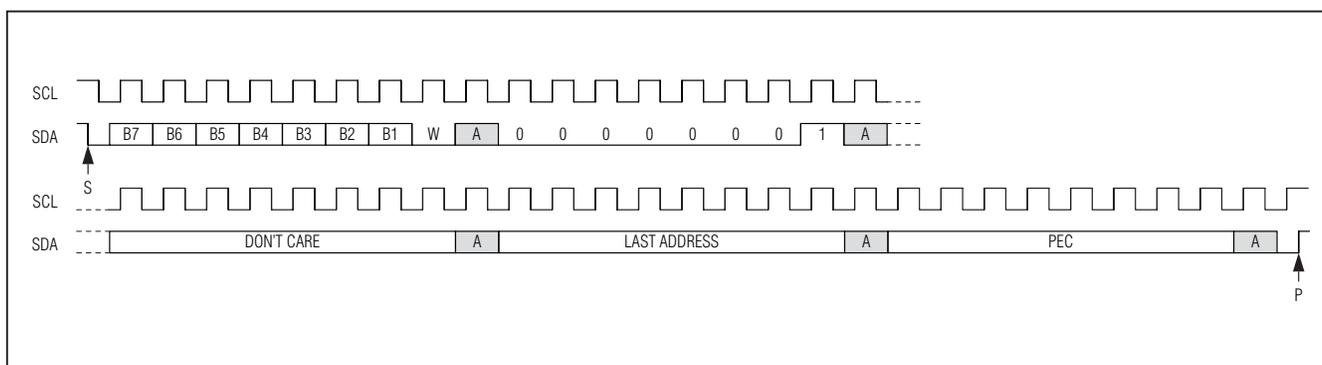 SCL
SDA B7 B6 B5 B4 B3 B2 B1 W A 0 0 0 0 0 0 0 1 A
S
SCL
SDA DON'T CARE A LAST ADDRESS A PEC A
P